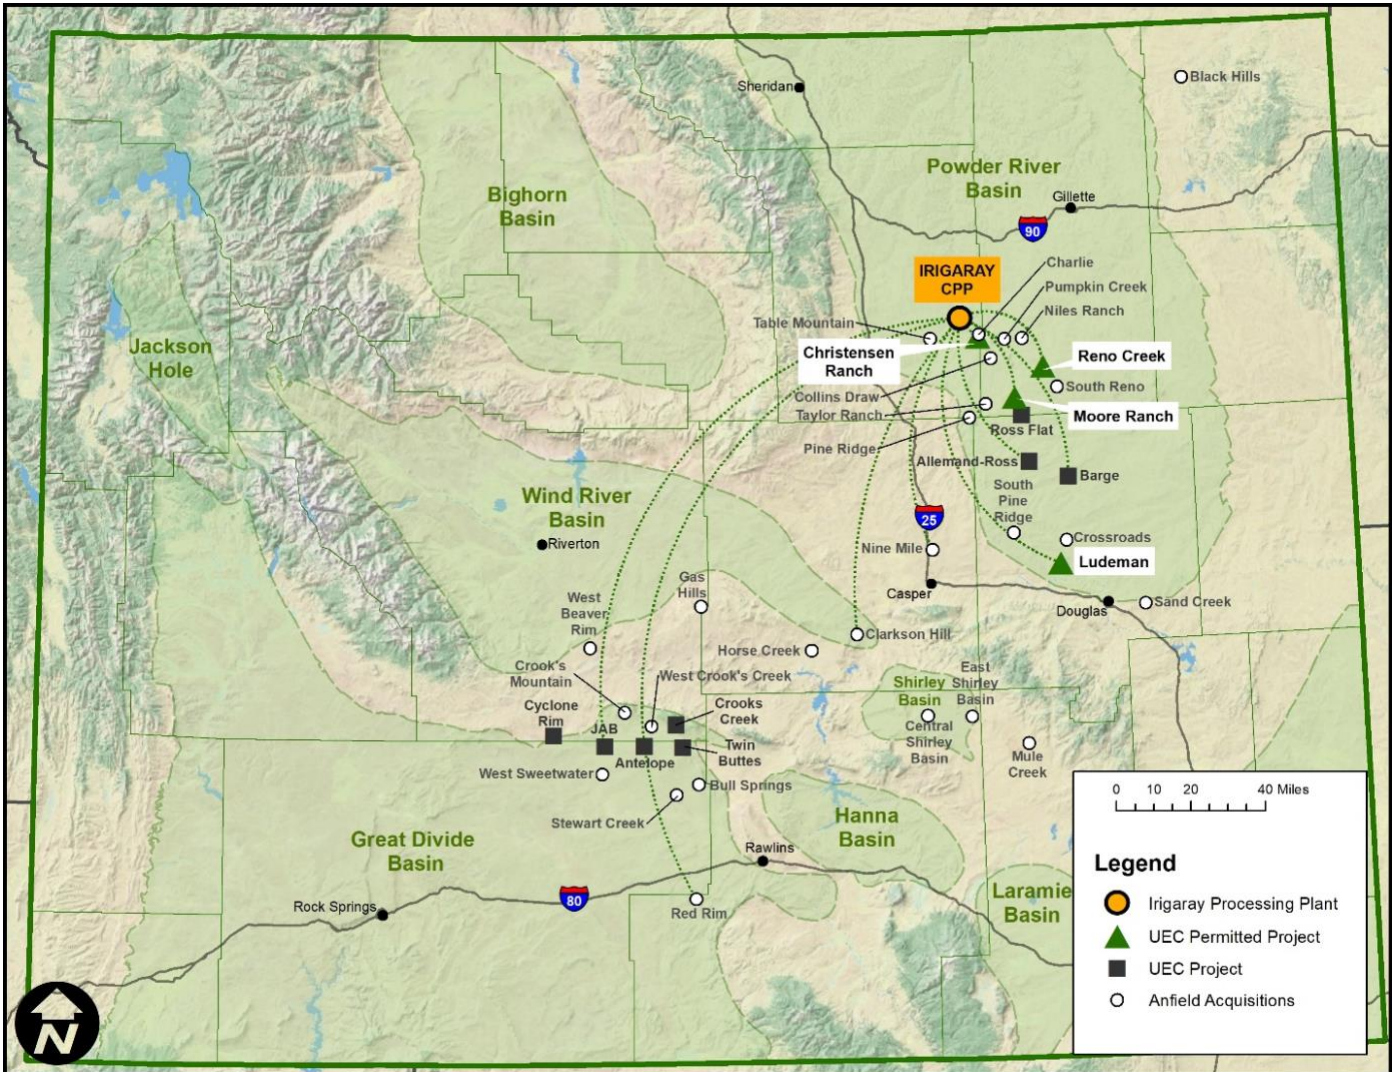 Sheridan
Black Hills
Powder River
Basin
Bighorn
Basin
Gillette
90
IRIGARAY
CPP
Charlie
Pumpkin Creek
Niles Ranch
Table Mountain
Jackson
Hole
Christensen
Ranch
Reno Creek
South Reno
Collins Draw
Taylor Ranch
Moore Ranch
Ross Flat
Pine Ridge
Allemand-Ross
Barge
South
Pine
Ridge
Wind River
Basin
25
Riverton
Nine Mile
Crossroads
Ludeman
Casper
Gas
Hills
West
Beaver
Rim
Douglas
Sand Creek
Clarkson Hill
Horse Creek
Crook's
Mountain
West Crook's Creek
Shirley
Basin
East
Shirley
Basin
Cyclone
Rim
JAB
Crooks
Creek
Central
Shirley
Basin
Antelope
Twin
Buttes
Mule
Creek
West Sweetwater
Bull Springs
Stewart Creek
Hanna
Basin
Great Divide
Basin
Rawlins
80
Rock Springs
Red Rim
Laramie
Basin
0 10 20 40 Miles
Legend
Irigaray Processing Plant
UEC Permitted Project
UEC Project
Anfield Acquisitions
N